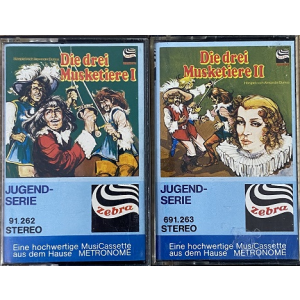 Die drei
Musketiere I
JUGEND-
SERIE
91.262
STEREO
zebra
Eine hochwertige MusiCassette
aus dem Hause METRONOME
Die drei
Musketiere II
JUGEND-
SERIE
691.263
STEREO
zebra
Eine hochwertige MusiCassette
aus dem Hause METRONOME